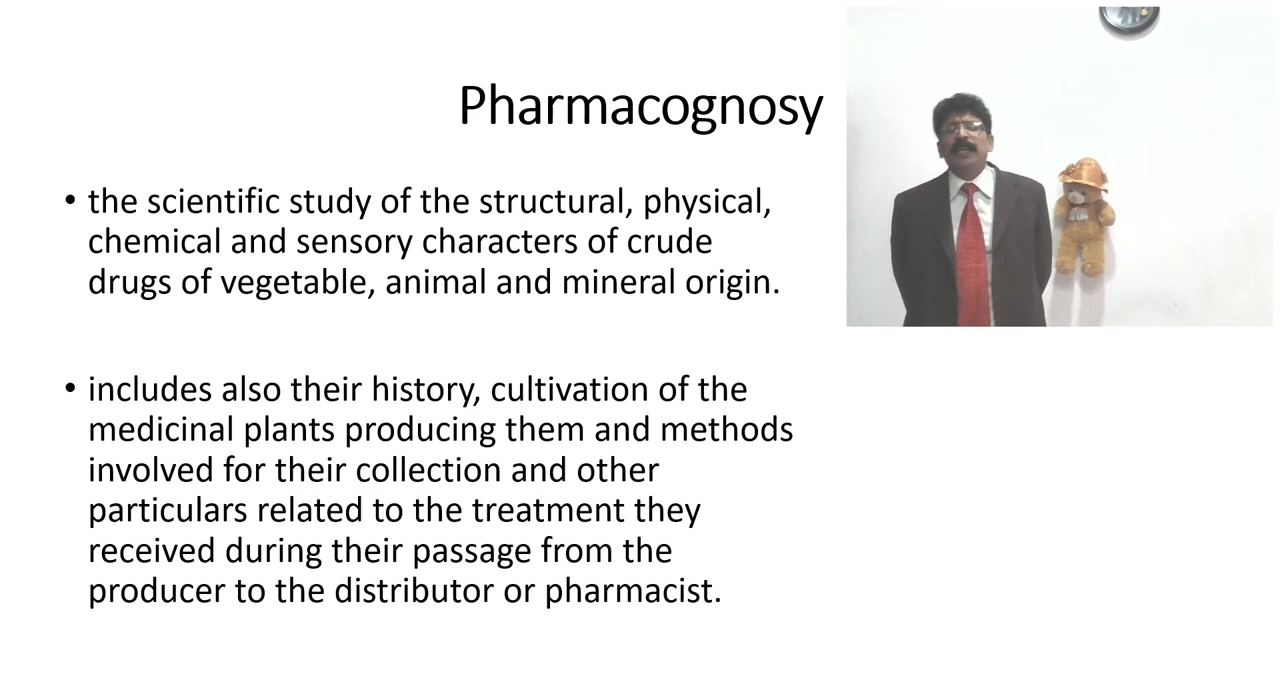 Pharmacognosy
• the scientific study of the structural, physical,
chemical and sensory characters of crude
drugs of vegetable, animal and mineral origin.
• includes also their history, cultivation of the
medicinal plants producing them and methods
involved for their collection and other
particulars related to the treatment they
received during their passage from the
producer to the distributor or pharmacist.